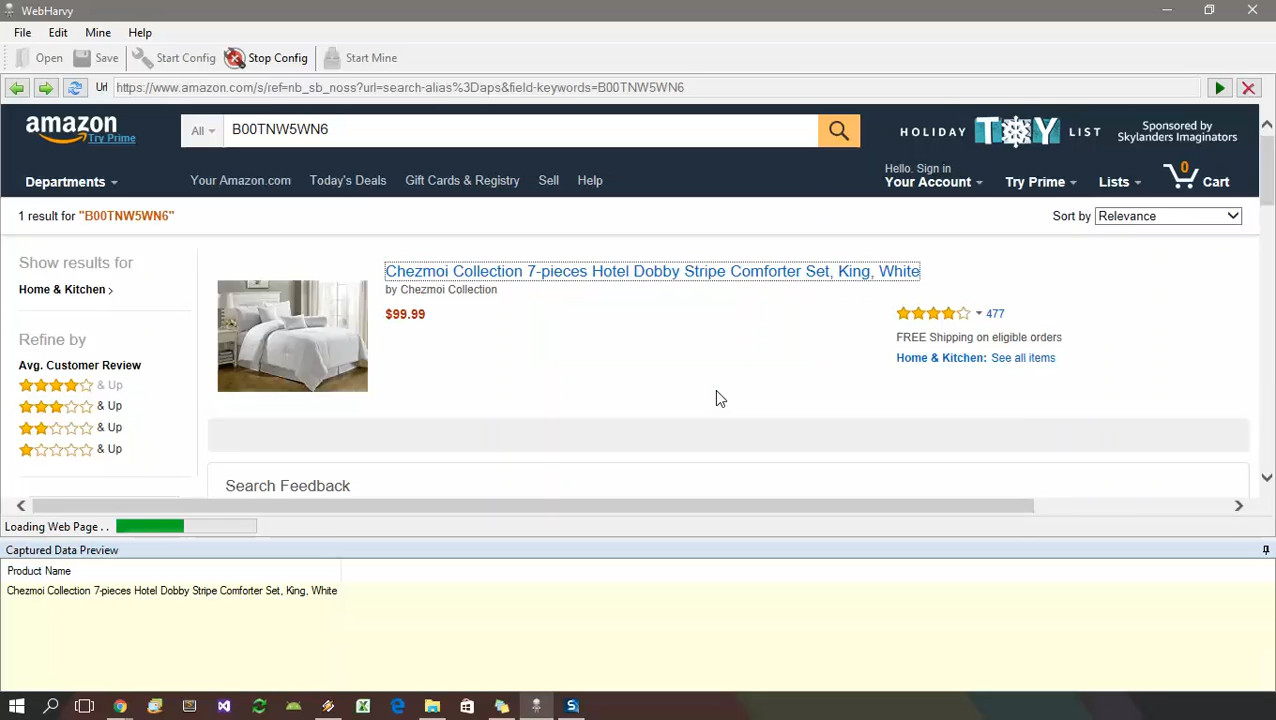 WebHarvy
File Edit Mine Help
Open Save Start Config Stop Config Start Mine
Url https://www.amazon.com/s/ref=nb_sb_noss?url=search-alias%3Daps&field-keywords=B00TNW5WN6
amazon
Try Prime
All B00TNW5WN6
HOLIDAY TOY LIST
Sponsored by
Skylanders Imaginators
Departments
Your Amazon.com Today's Deals Gift Cards & Registry Sell Help
Hello. Sign in
Your Account Try Prime Lists 0 Cart
1 result for "B00TNW5WN6"
Sort by Relevance
Show results for
Home & Kitchen
Refine by
Avg. Customer Review
& Up
& Up
& Up
& Up
Chezmoi Collection 7-pieces Hotel Dobby Stripe Comforter Set, King, White
by Chezmoi Collection
$99.99
477
FREE Shipping on eligible orders
Home & Kitchen: See all items
Search Feedback
Loading Web Page . .
Captured Data Preview
Product Name
Chezmoi Collection 7-pieces Hotel Dobby Stripe Comforter Set, King, White